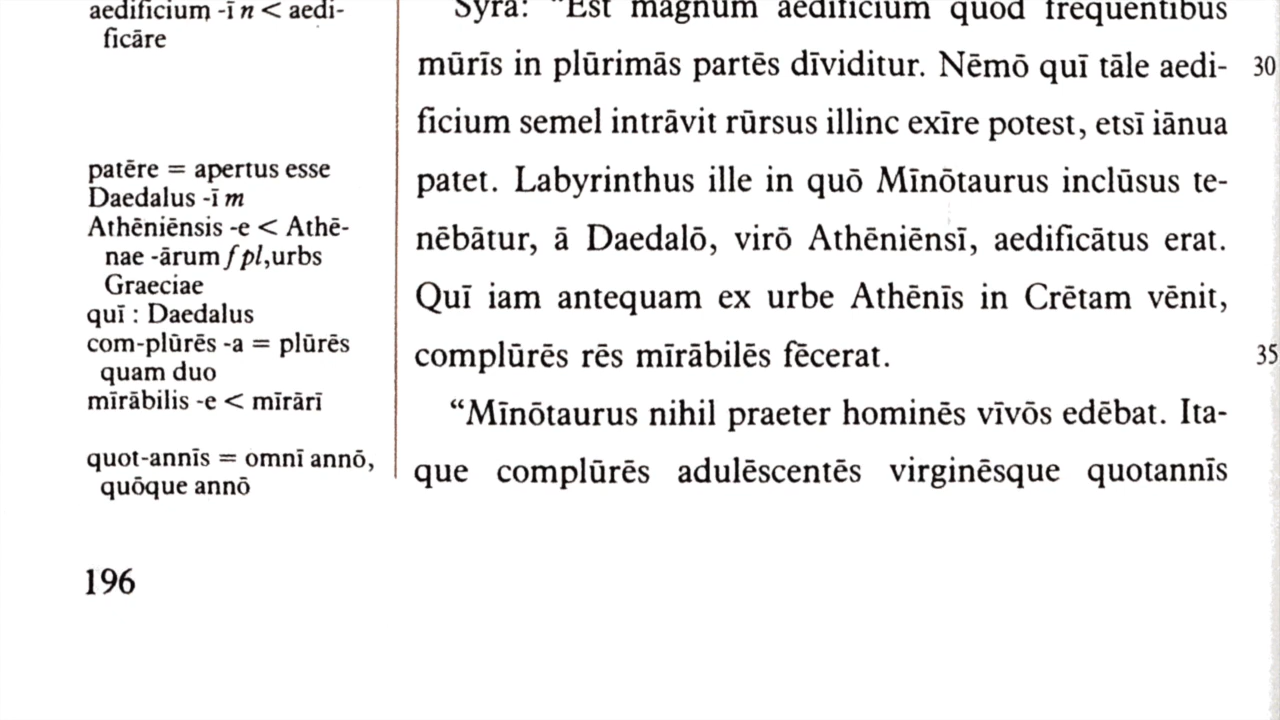 aedificium -ī n < aedi-
ficāre
patēre = apertus esse
Daedalus -ī m
Athēniēnsis -e < Athē-
nae -ārum f pl, urbs
Graeciae
quī : Daedalus
com-plūrēs -a = plūrēs
quam duo
mīrābilis -e < mīrārī
quot-annīs = omnī annō,
quōque annō
Syra: "Est magnum aedificium quod frequentibus
mūrīs in plūrimās partēs dīviditur. Nēmō quī tāle aedi- 30
ficium semel intrāvit rūrsus illinc exīre potest, etsī iānua
patet. Labyrinthus ille in quō Mīnōtaurus inclūsus te-
nēbātur, ā Daedalō, virō Athēniēnsī, aedificātus erat.
Quī iam antequam ex urbe Athēnīs in Crētam vēnit,
complūrēs rēs mīrābilēs fēcerat. 35
"Mīnōtaurus nihil praeter hominēs vīvōs edēbat. Ita-
que complūrēs adulēscentēs virginēsque quotannīs
196